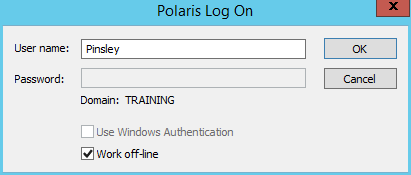 Polaris Log On
x
User name: Pinsley OK
Password: Cancel
Domain: TRAINING
Use Windows Authentication
Work off-line